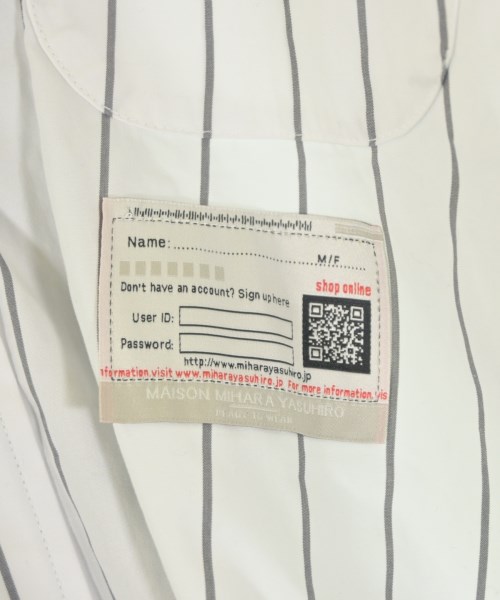 Name:
M/F
shop online
Don't have an account? Sign up here
User ID:
Password:
http://www.miharayasuhiro.jp
formation.visit www.miharayasuhiro.jp For more information.vis
MAISON MIHARA YASUHIRO